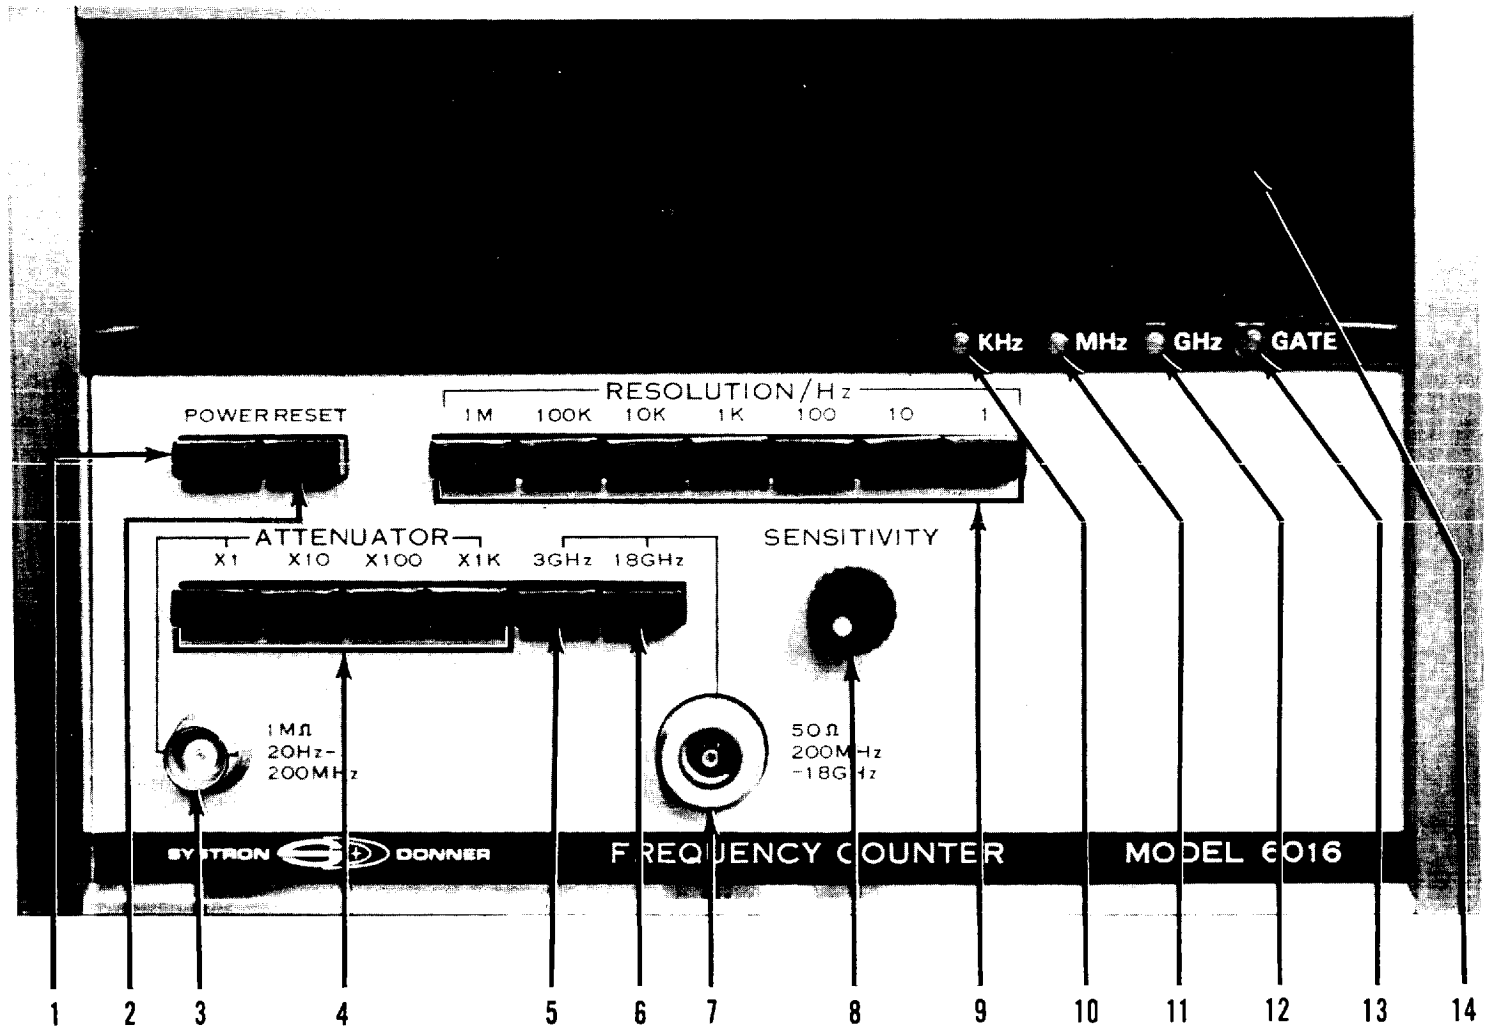 KHz MHz GHz GATE
RESOLUTION/Hz
POWER RESET 1M 100K 10K 1K 100 10 1
ATTENUATOR SENSITIVITY
X1 X10 X100 X1K 3GHz 18GHz
1MΩ 50Ω
20Hz- 200MHz
200MHz -18GHz
SYSTRON DONNER FREQUENCY COUNTER MODEL 6016
1 2 3 4 5 6 7 8 9 10 11 12 13 14